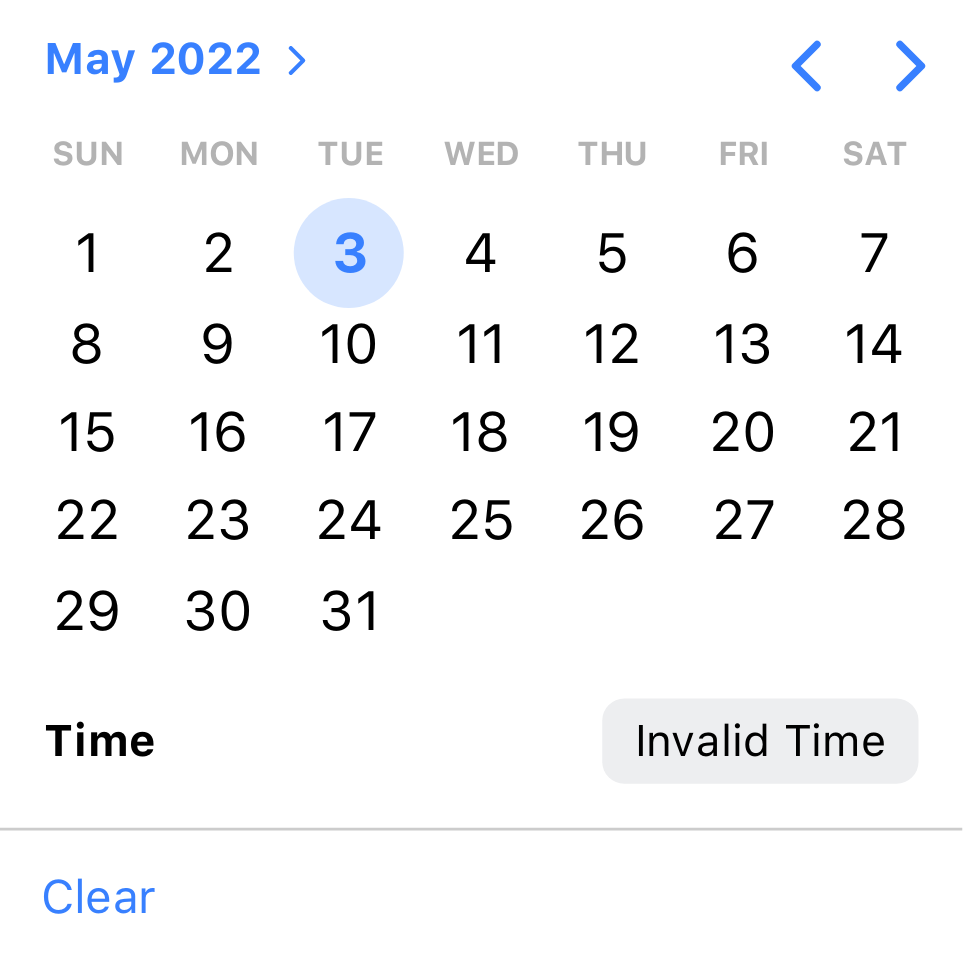 May 2022
SUN MON TUE WED THU FRI SAT
1 2 3 4 5 6 7
8 9 10 11 12 13 14
15 16 17 18 19 20 21
22 23 24 25 26 27 28
29 30 31
Time Invalid Time
Clear